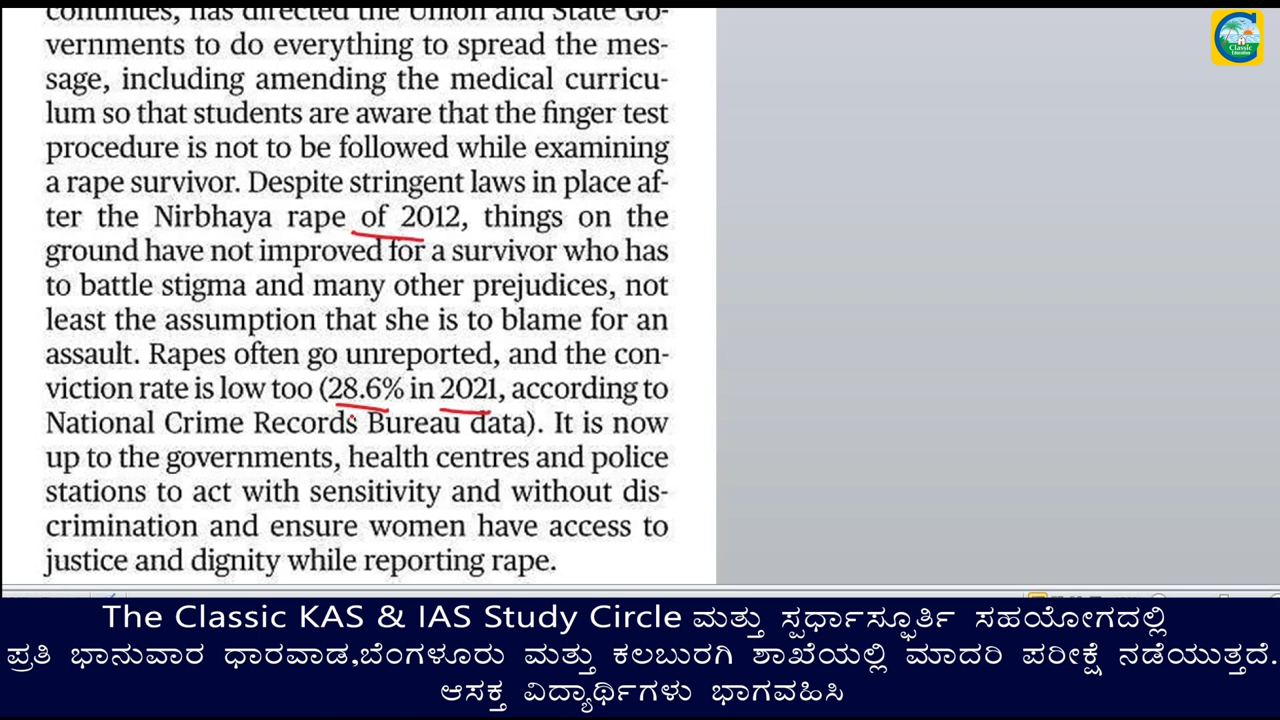 continues, has directed the Union and State Go-
vernments to do everything to spread the mes-
sage, including amending the medical curricu-
lum so that students are aware that the finger test
procedure is not to be followed while examining
a rape survivor. Despite stringent laws in place af-
ter the Nirbhaya rape of 2012, things on the
ground have not improved for a survivor who has
to battle stigma and many other prejudices, not
least the assumption that she is to blame for an
assault. Rapes often go unreported, and the con-
viction rate is low too (28.6% in 2021, according to
National Crime Records Bureau data). It is now
up to the governments, health centres and police
stations to act with sensitivity and without dis-
crimination and ensure women have access to
justice and dignity while reporting rape.
Classic
Education
The Classic KAS & IAS Study Circle ಮತ್ತು ಸ್ಪರ್ಧಾಸ್ಫೂರ್ತಿ ಸಹಯೋಗದಲ್ಲಿ
ಪ್ರತಿ ಭಾನುವಾರ ಧಾರವಾಡ,ಬೆಂಗಳೂರು ಮತ್ತು ಕಲಬುರಗಿ ಶಾಖೆಯಲ್ಲಿ ಮಾದರಿ ಪರೀಕ್ಷೆ ನಡೆಯುತ್ತದೆ.
ಆಸಕ್ತ ವಿದ್ಯಾರ್ಥಿಗಳು ಭಾಗವಹಿಸಿ